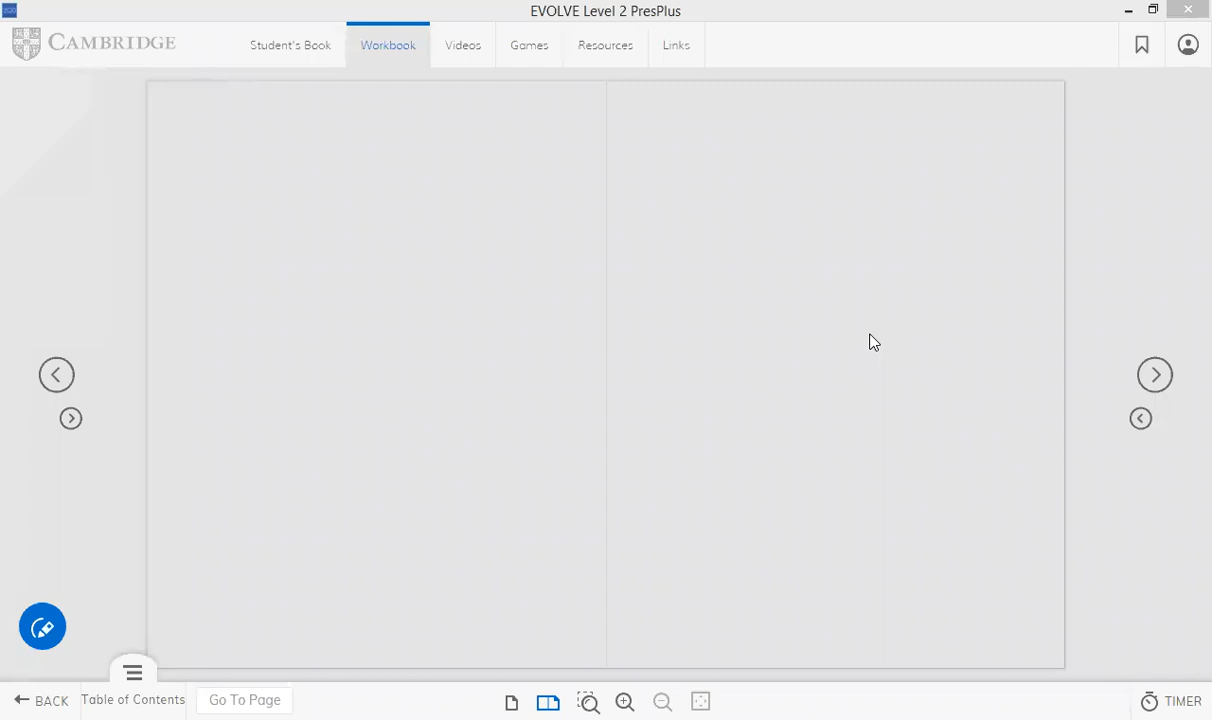 EVOLVE Level 2 PresPlus
CAMBRIDGE
Student's Book
Workbook
Videos
Games
Resources
Links
BACK
Table of Contents
Go To Page
TIMER